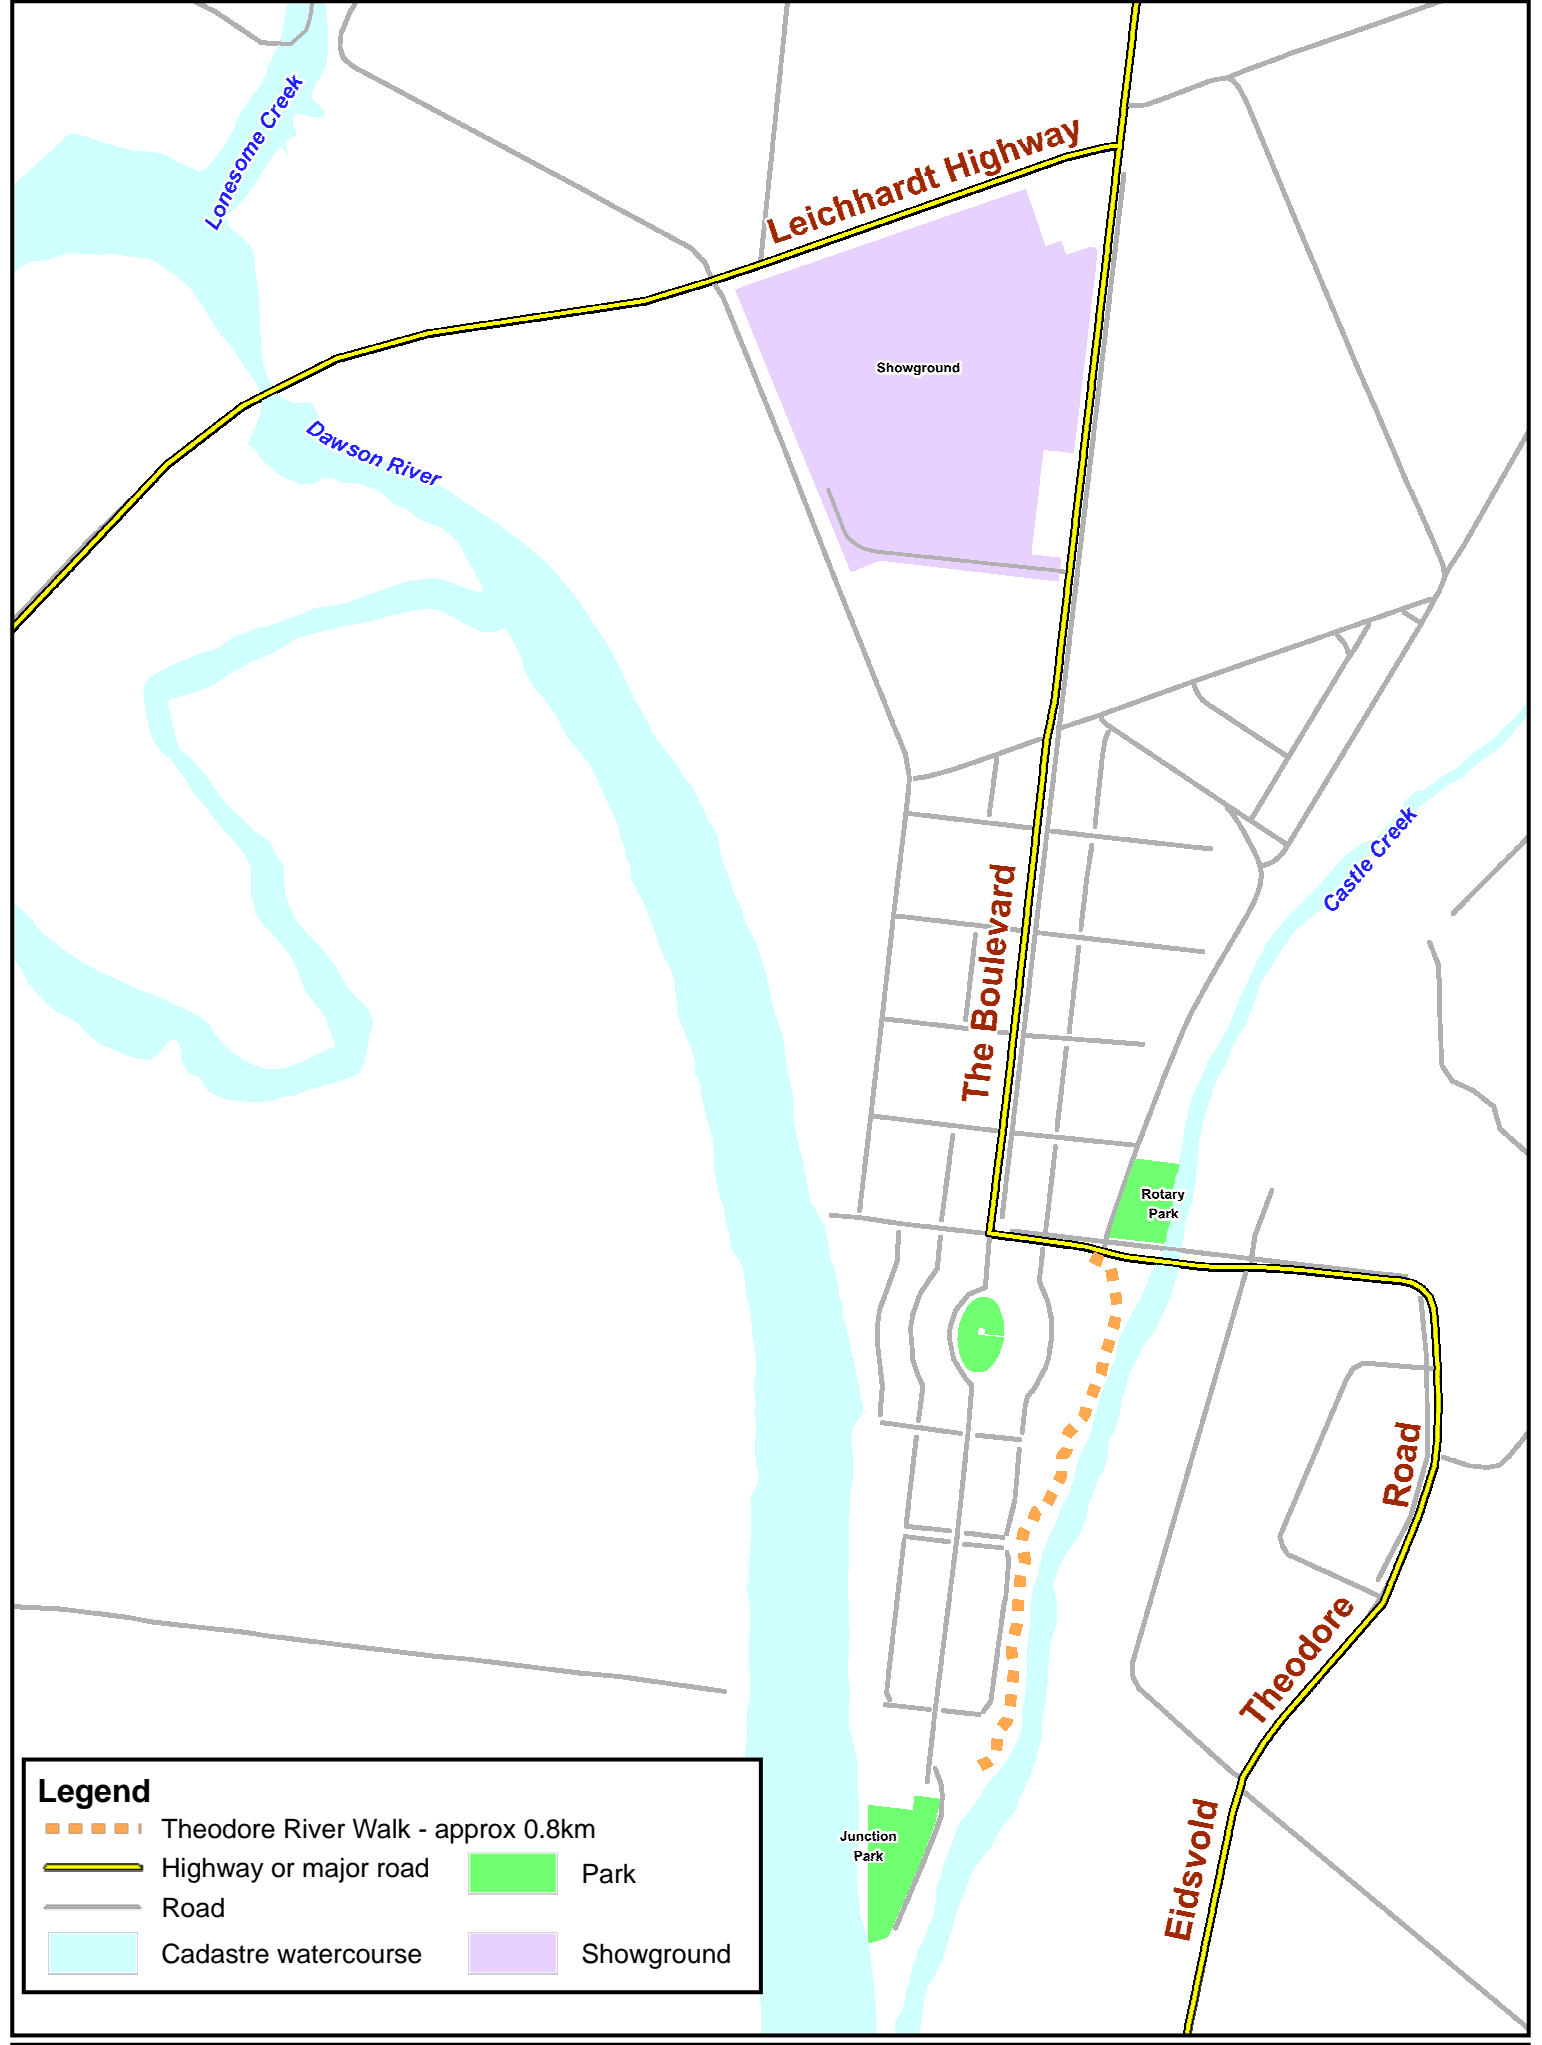 Lonesome Creek
Leichhardt Highway
Showground
Dawson River
Castle Creek
The Boulevard
Rotary
Park
Road
Theodore
Eidsvold
Junction
Park
Legend
Theodore River Walk - approx 0.8km
Highway or major road
Park
Road
Cadastre watercourse
Showground